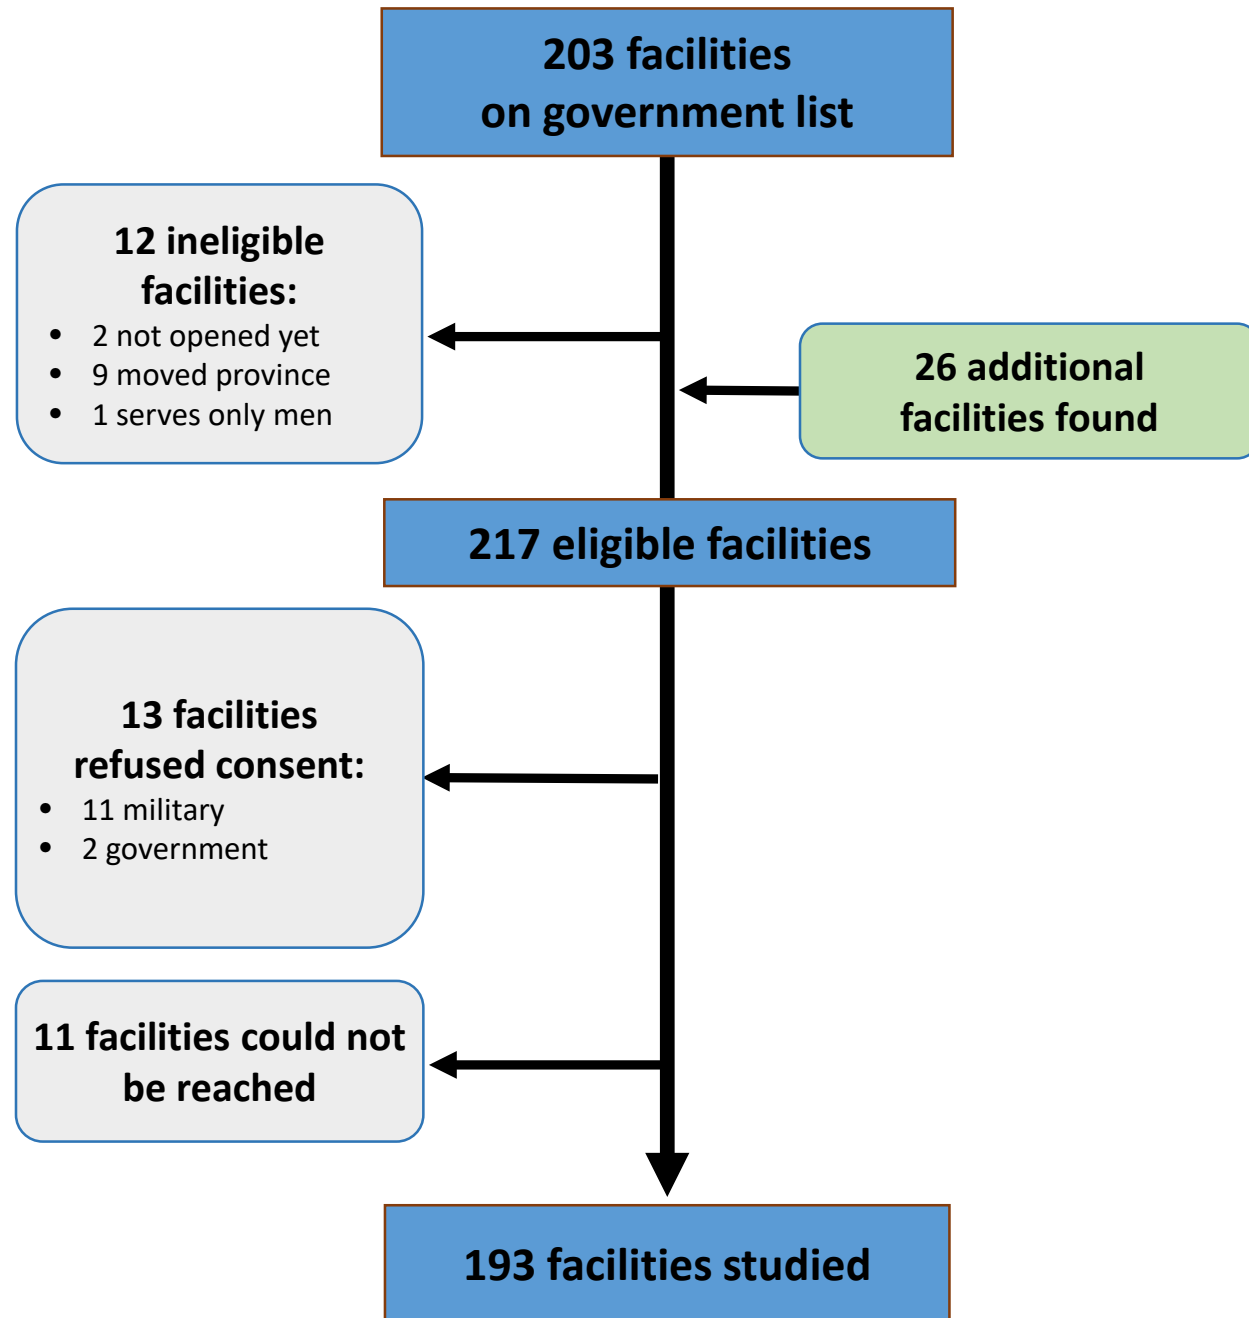 203 facilities
on government list
12 ineligible
facilities:
• 2 not opened yet
• 9 moved province
• 1 serves only men
26 additional
facilities found
217 eligible facilities
13 facilities
refused consent:
• 11 military
• 2 government
11 facilities could not
be reached
193 facilities studied